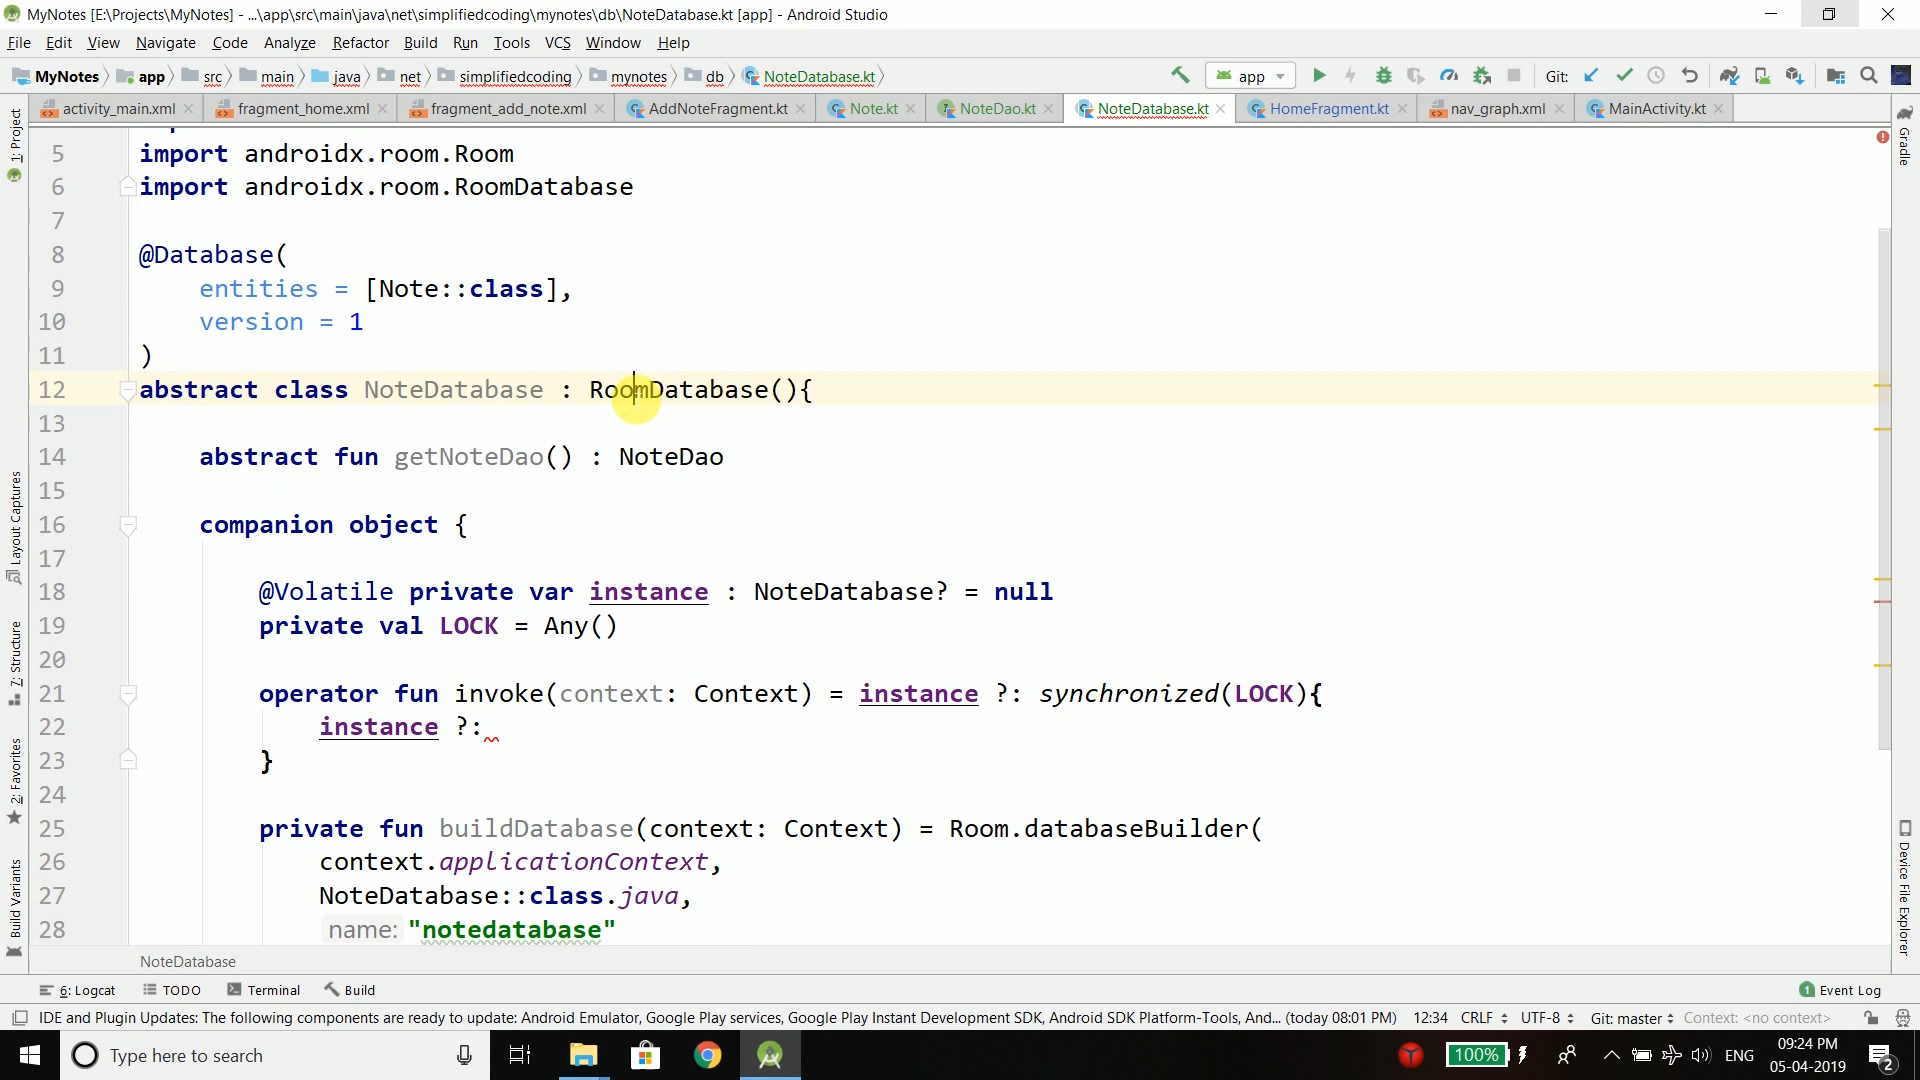 MyNotes [E:\Projects\MyNotes] - ...\app\src\main\java\net\simplifiedcoding\mynotes\db\NoteDatabase.kt [app] - Android Studio
File Edit View Navigate Code Analyze Refactor Build Run Tools VCS Window Help
MyNotes app src main java net simplifiedcoding mynotes db NoteDatabase.kt app Git:
activity_main.xml fragment_home.xml fragment_add_note.xml AddNoteFragment.kt Note.kt NoteDao.kt NoteDatabase.kt HomeFragment.kt nav_graph.xml MainActivity.kt
1: Project
Layout Captures
7: Structure
2: Favorites
Build Variants
5 import androidx.room.Room
6 import androidx.room.RoomDatabase
7
8 @Database(
9 entities = [Note::class],
10 version = 1
11 )
12 abstract class NoteDatabase : RoomDatabase(){
13
14 abstract fun getNoteDao() : NoteDao
15
16 companion object {
17
18 @Volatile private var instance : NoteDatabase? = null
19 private val LOCK = Any()
20
21 operator fun invoke(context: Context) = instance ?: synchronized(LOCK){
22 instance ?:
23 }
24
25 private fun buildDatabase(context: Context) = Room.databaseBuilder(
26 context.applicationContext,
27 NoteDatabase::class.java,
28 name: "notedatabase"
Gradle
Device File Explorer
NoteDatabase
6: Logcat TODO Terminal Build 1 Event Log
IDE and Plugin Updates: The following components are ready to update: Android Emulator, Google Play services, Google Play Instant Development SDK, Android SDK Platform-Tools, And... (today 08:01 PM) 12:34 CRLF UTF-8 Git: master Context: <no context>
Type here to search 100% ENG 09:24 PM
05-04-2019 2